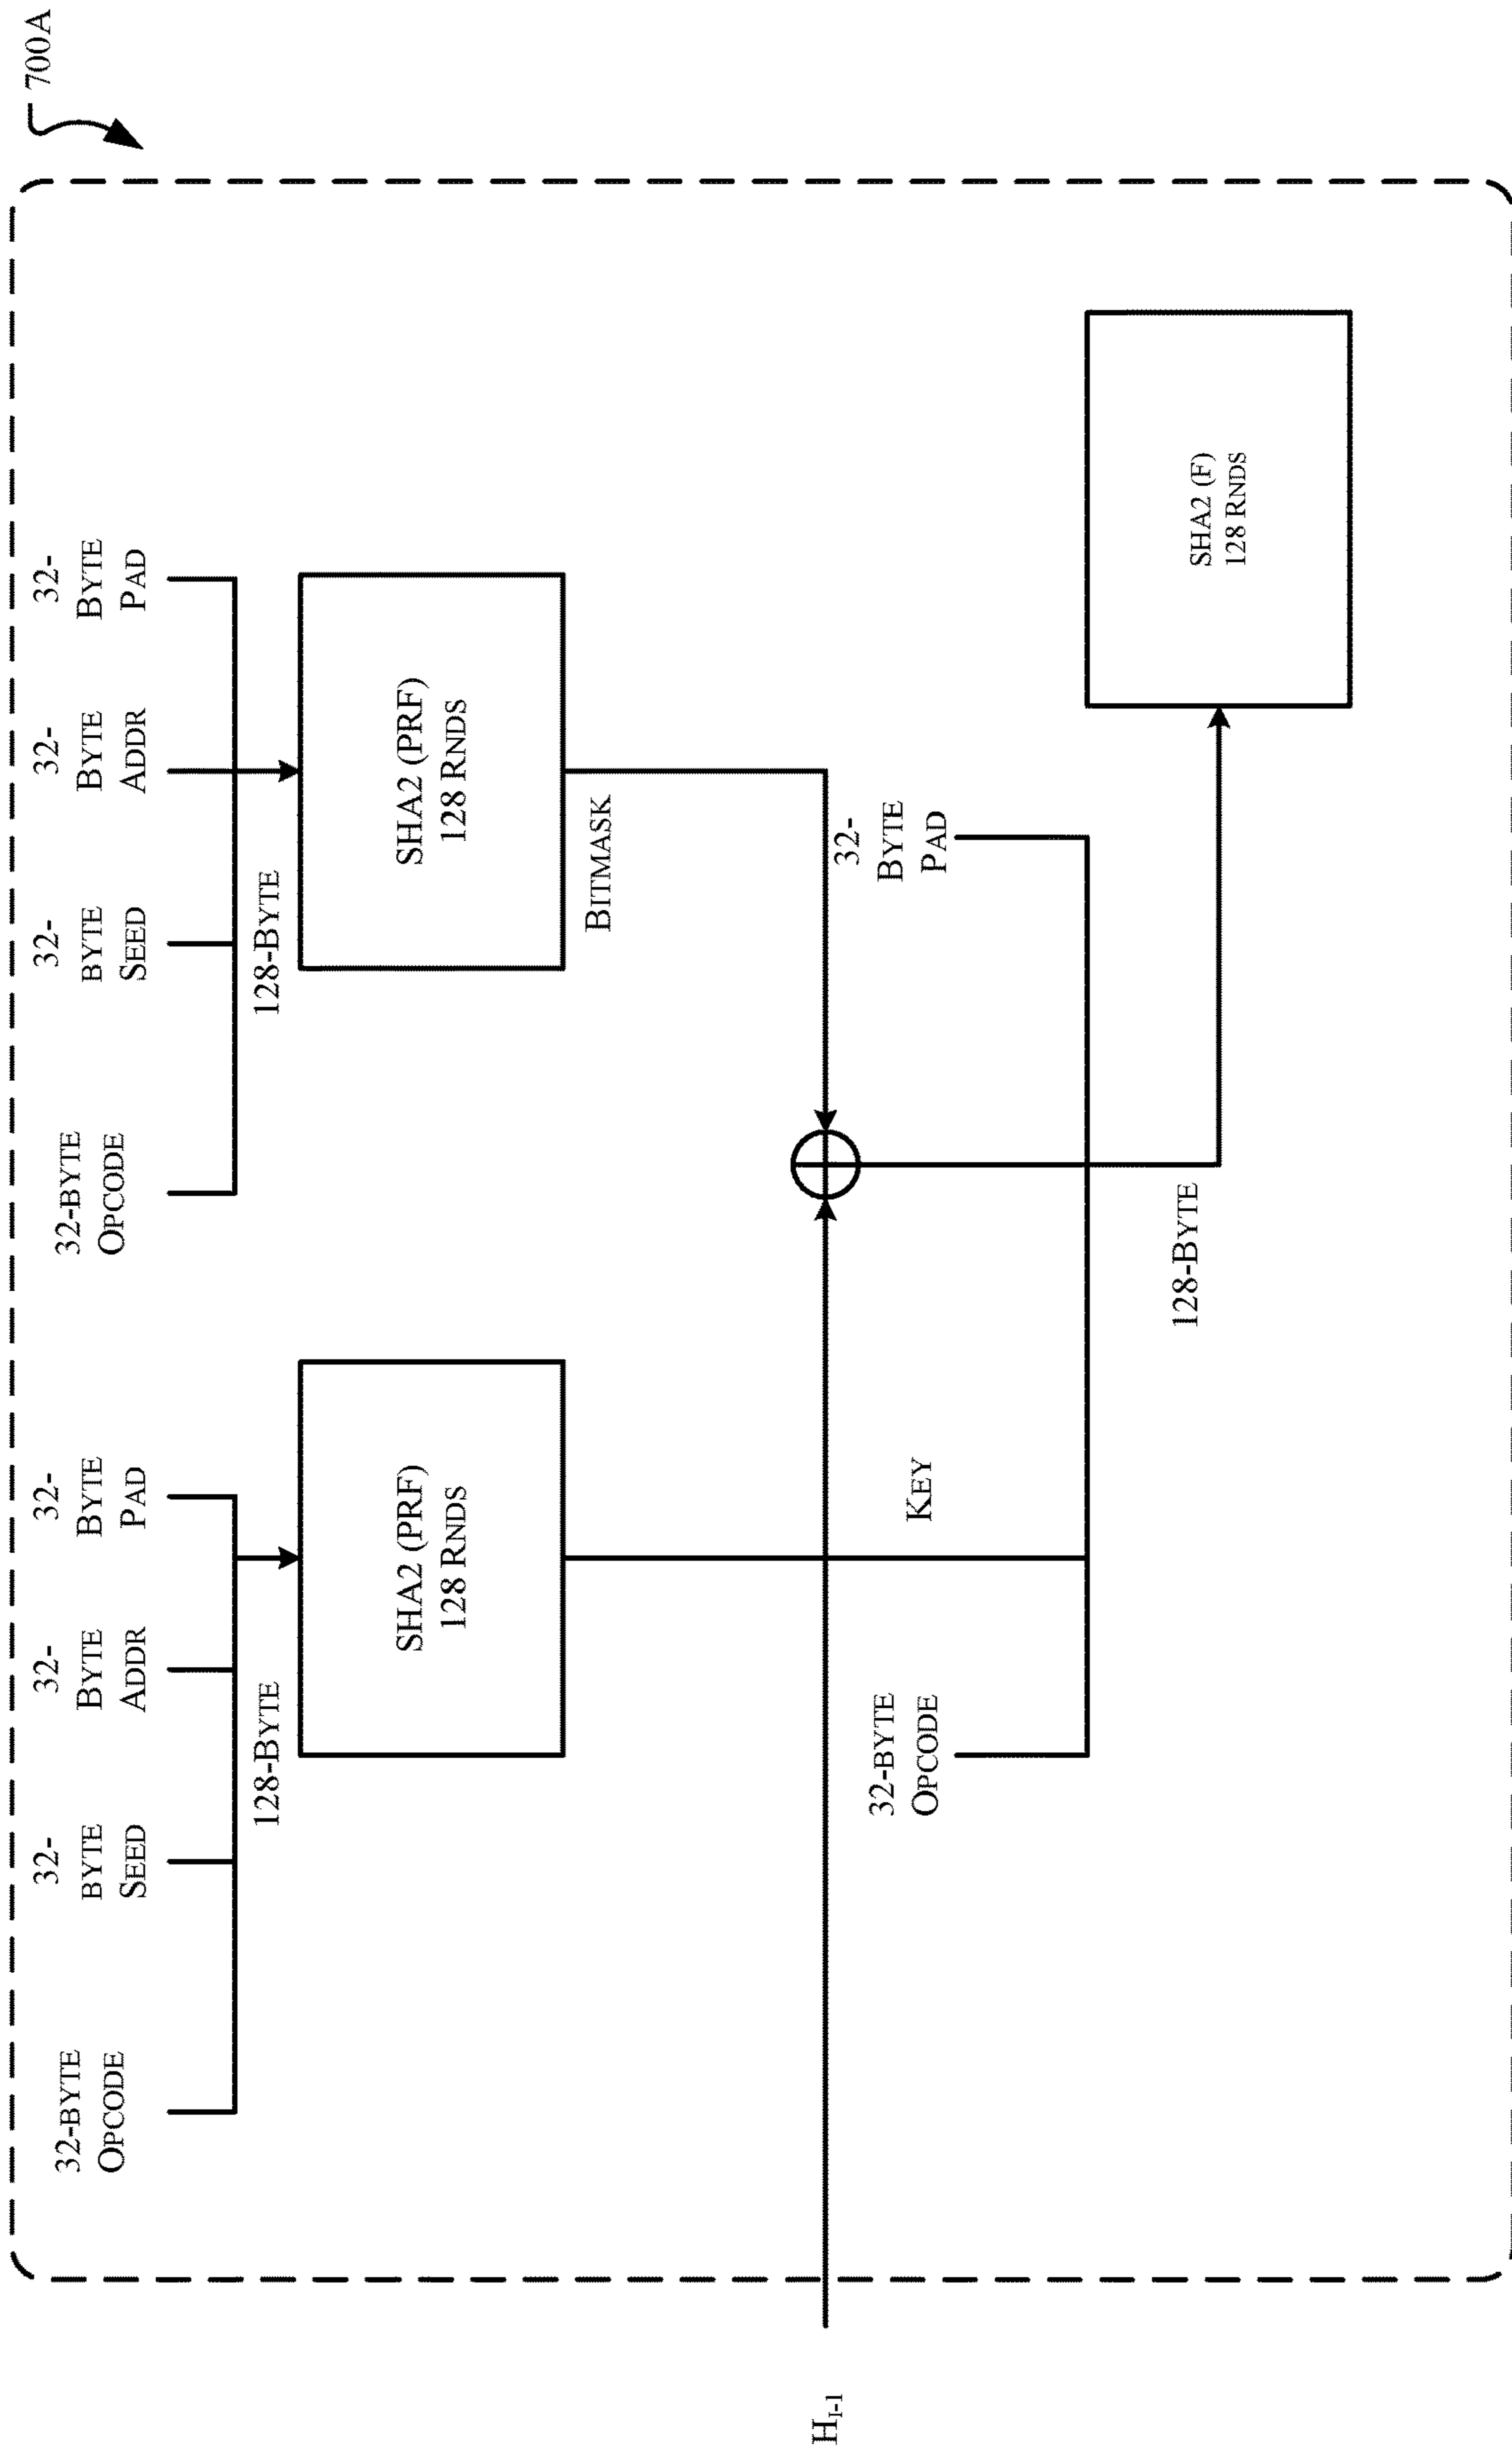 700A
32-BYTE
OPCODE
32-
BYTE
SEED
32-
BYTE
ADDR
32-
BYTE
PAD
32-BYTE
OPCODE
32-
BYTE
SEED
32-
BYTE
ADDR
32-
BYTE
PAD
128-BYTE
128-BYTE
SHA2 (PRF)
128 RNDS
SHA2 (PRF)
128 RNDS
BITMASK
H_I-1
32-BYTE
OPCODE
KEY
32-
BYTE
PAD
128-BYTE
SHA2 (F)
128 RNDS